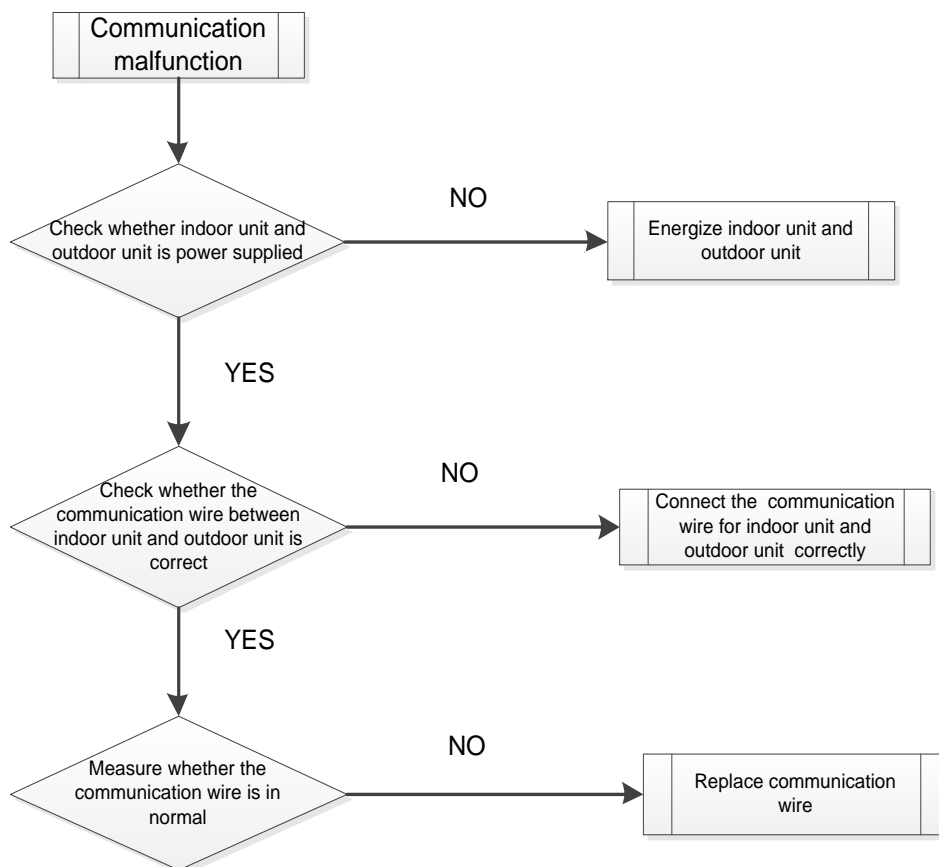 Communication
malfunction
NO
Check whether indoor unit and
outdoor unit is power supplied
Energize indoor unit and
outdoor unit
YES
NO
Check whether the
communication wire between
indoor unit and outdoor unit is
correct
Connect the communication
wire for indoor unit and
outdoor unit correctly
YES
NO
Measure whether the
communication wire is in
normal
Replace communication
wire